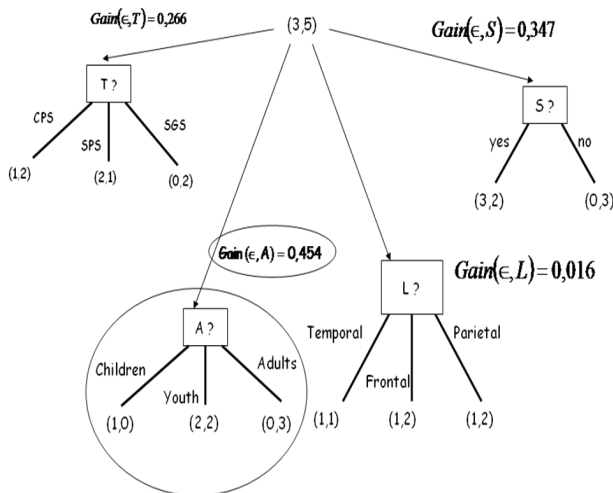 Gain(ϵ,T)=0,266
(3,5)
Gain(ϵ,S)=0,347
T ?
S ?
CPS
SPS
SGS
yes
no
(1,2)
(2,1)
(0,2)
(3,2)
(0,3)
Gain (ϵ,A) = 0,454
Gain(ϵ,L)=0,016
L ?
A ?
Temporal
Parietal
Children
Adults
Frontal
Youth
(1,0)
(2,2)
(0,3)
(1,1)
(1,2)
(1,2)